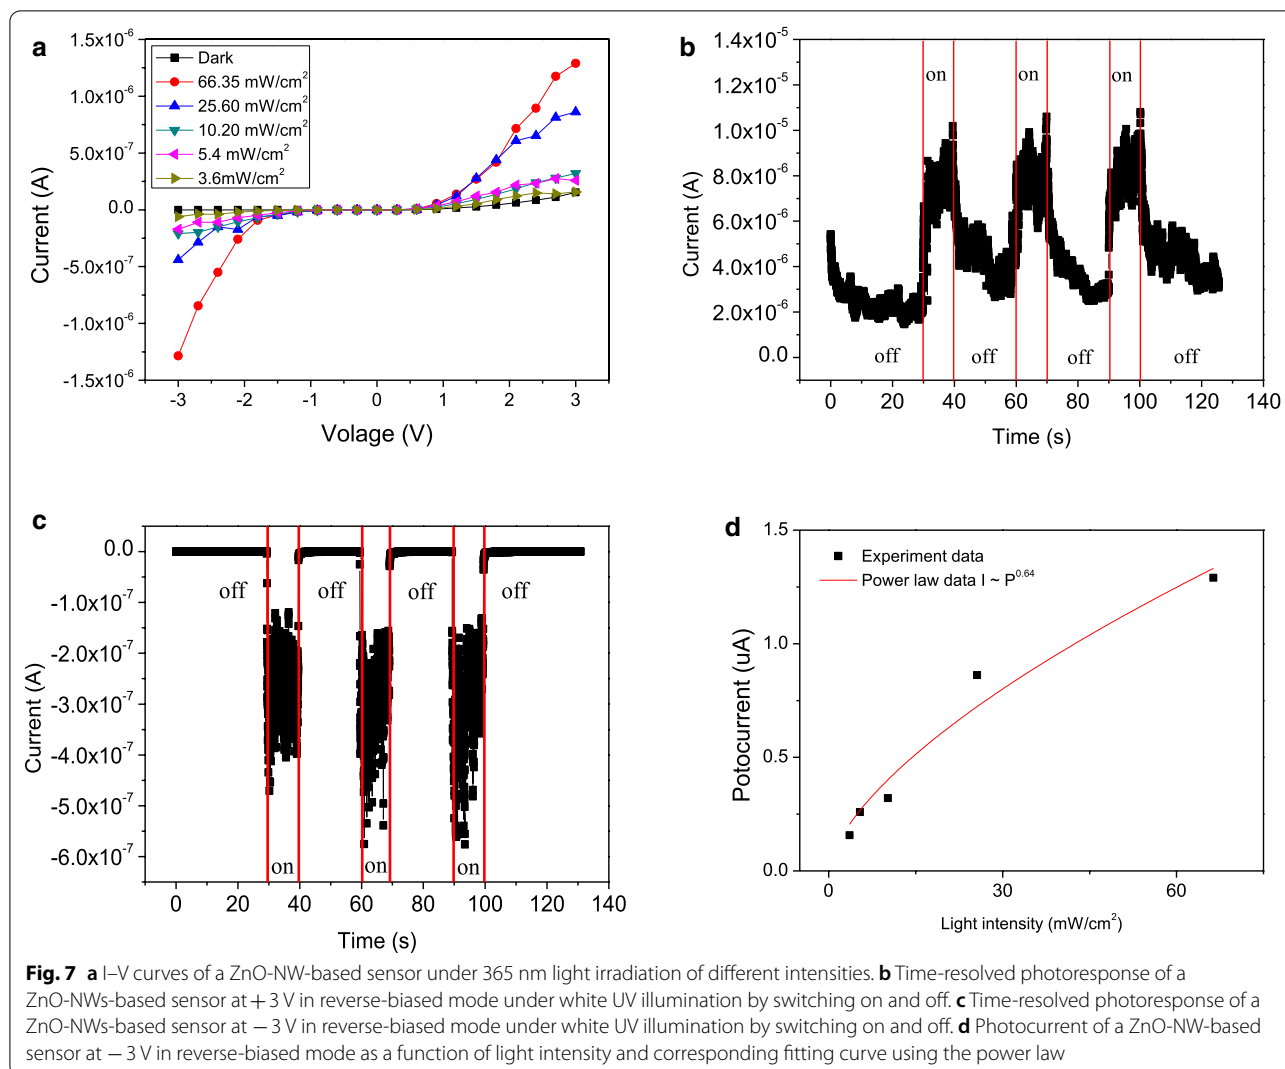 a
1.5x10-6
1.0x10-6
5.0x10-7
0.0
-5.0x10-7
-1.0x10-6
-1.5x10-6
Current (A)
Dark
66.35 mW/cm2
25.60 mW/cm2
10.20 mW/cm2
5.4 mW/cm2
3.6mW/cm2
-3 -2 -1 0 1 2 3
Volage (V)
b
1.4x10-5
1.2x10-5
1.0x10-5
8.0x10-6
6.0x10-6
4.0x10-6
2.0x10-6
0.0
Current (A)
on on on
off off off off
0 20 40 60 80 100 120 140
Time (s)
c
0.0
-1.0x10-7
-2.0x10-7
-3.0x10-7
-4.0x10-7
-5.0x10-7
-6.0x10-7
Current (A)
off off off off
on on on
0 20 40 60 80 100 120 140
Time (s)
d
1.5
1.0
0.5
0.0
Potocurrent (uA)
Experiment data
Power law data I ~ P0.64
0 30 60
Light intensity (mW/cm2)
Fig. 7 a I–V curves of a ZnO-NW-based sensor under 365 nm light irradiation of different intensities. b Time-resolved photoresponse of a
ZnO-NWs-based sensor at + 3 V in reverse-biased mode under white UV illumination by switching on and off. c Time-resolved photoresponse of a
ZnO-NWs-based sensor at − 3 V in reverse-biased mode under white UV illumination by switching on and off. d Photocurrent of a ZnO-NW-based
sensor at − 3 V in reverse-biased mode as a function of light intensity and corresponding fitting curve using the power law